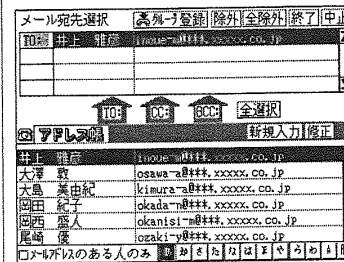 メール宛先選択 グループ登録 除外 全除外 終了 中止
TO: 井上 雅彦 inoue-m@***.xxxxx.co.jp
TO: CC: BCC: 全選択
アドレス帳 新規入力 修正
井上 雅彦 inoue-m@***.xxxxx.co.jp
大澤 敦 osawa-a@***.xxxxx.co.jp
大島 美由紀 kimura-a@***.xxxxx.co.jp
岡田 紀子 okada-n@***.xxxxx.co.jp
岡西 盛人 okanisi-m@***.xxxxx.co.jp
尾崎 優 ozaki-y@***.xxxxx.co.jp
メールアドレスのある人のみ あ か さ た な は ま や ら わ